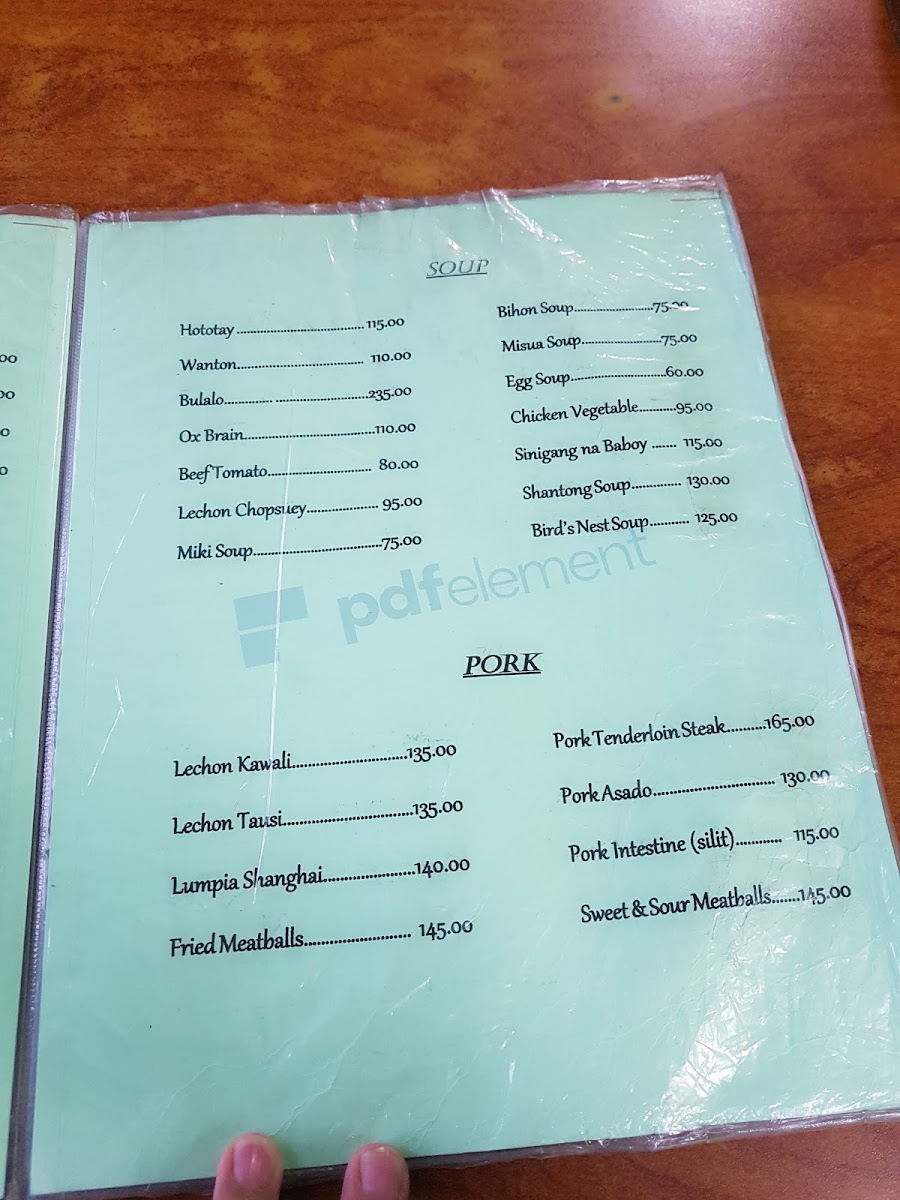 SOUP
Hototay....................................115.00
Wanton.................................... 110.00
Bulalo.............. ..........................235.00
Ox Brain....................................110.00
Beef Tomato............................. 80.00
Lechon Chopsuey.................... 95.00
Miki Soup....................................75.00
Bihon Soup........................75.00
Misua Soup........................75.00
Egg Soup.............................60.00
Chicken Vegetable...........95.00
Sinigang na Baboy ....... 115.00
Shantong Soup.............. 130.00
Bird's Nest Soup........... 125.00
pdfelement
PORK
Lechon Kawali..............................135.00
Lechon Tausi.................................135.00
Lumpia Shanghai.......................140.00
Fried Meatballs.......................... 145.00
Pork Tenderloin Steak..........165.00
Pork Asado.............................. 130.00
Pork Intestine (silit)............ 115.00
Sweet & Sour Meatballs.......145.00